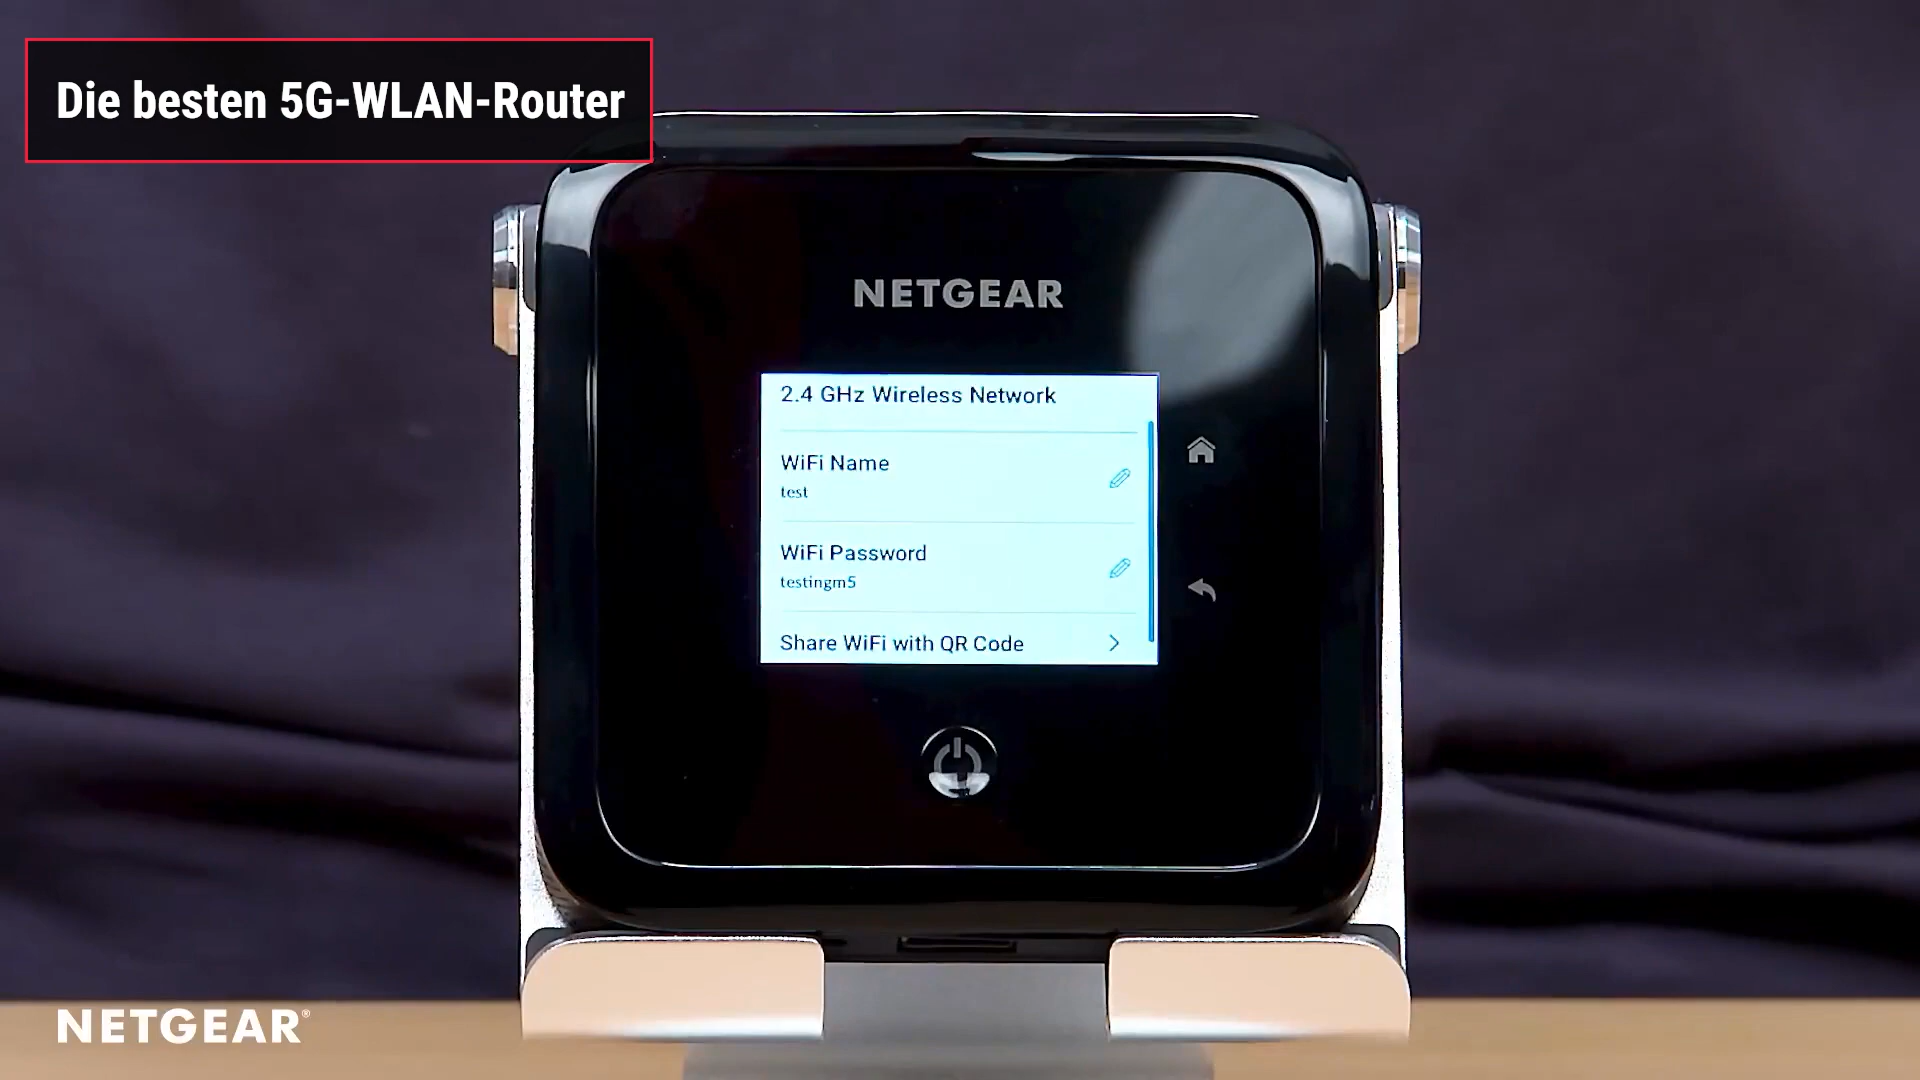 Die besten 5G-WLAN-Router
NETGEAR
2.4 GHz Wireless Network
WiFi Name
test
WiFi Password
testingm5
Share WiFi with QR Code
NETGEAR®